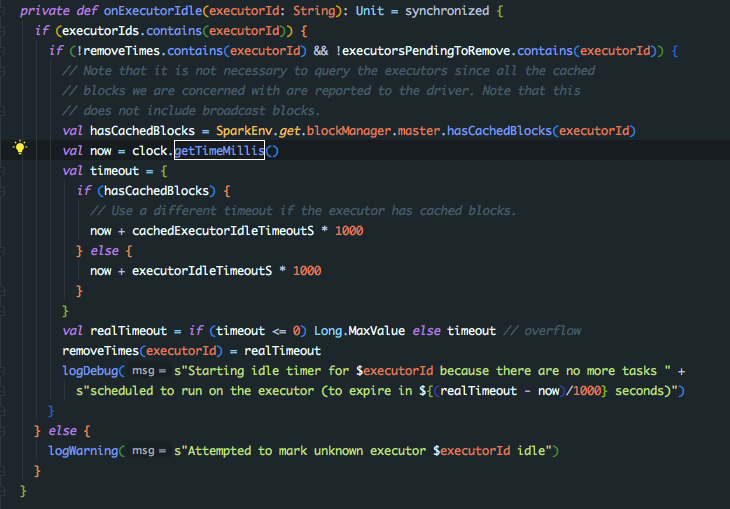 private def onExecutorIdle(executorId: String): Unit = synchronized {
  if (executorIds.contains(executorId)) {
    if (!removeTimes.contains(executorId) && !executorsPendingToRemove.contains(executorId)) {
      // Note that it is not necessary to query the executors since all the cached
      // blocks we are concerned with are reported to the driver. Note that this
      // does not include broadcast blocks.
      val hasCachedBlocks = SparkEnv.get.blockManager.master.hasCachedBlocks(executorId)
      val now = clock.getTimeMillis()
      val timeout = {
        if (hasCachedBlocks) {
          // Use a different timeout if the executor has cached blocks.
          now + cachedExecutorIdleTimeoutS * 1000
        } else {
          now + executorIdleTimeoutS * 1000
        }
      }
      val realTimeout = if (timeout <= 0) Long.MaxValue else timeout // overflow
      removeTimes(executorId) = realTimeout
      logDebug( msg = s"Starting idle timer for $executorId because there are no more tasks " +
        s"scheduled to run on the executor (to expire in ${(realTimeout - now)/1000} seconds)")
    }
  } else {
    logWarning( msg = s"Attempted to mark unknown executor $executorId idle")
  }
}